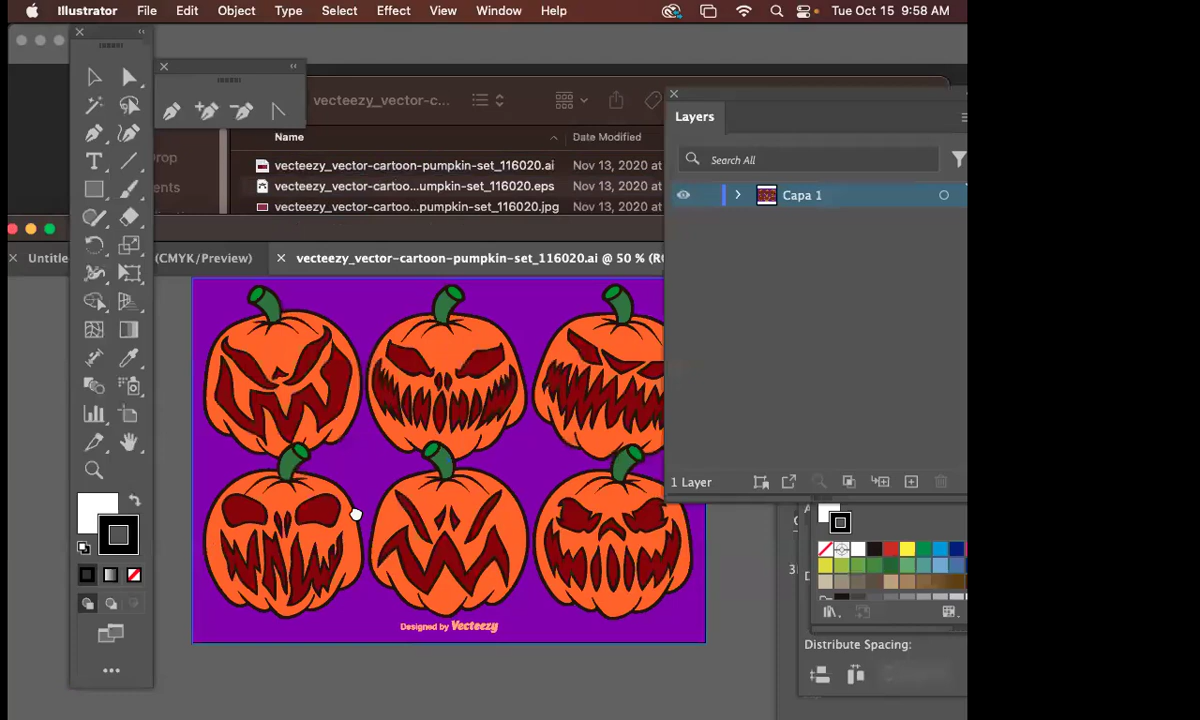 Illustrator File Edit Object Type Select Effect View Window Help Tue Oct 15 9:58 AM
vecteezy_vector-c...
Layers
Name Date Modified
Search All
vecteezy_vector-cartoon-pumpkin-set_116020.ai Nov 13, 2020 at
vecteezy_vector-cartoo...umpkin-set_116020.eps Nov 13, 2020 at
vecteezy_vector-cartoo...pumpkin-set_116020.jpg Nov 13, 2020 at
Capa 1
Untitle (CMYK/Preview) vecteezy_vector-cartoon-pumpkin-set_116020.ai @ 50 % (R
1 Layer
Designed by Vecteezy
Distribute Spacing: